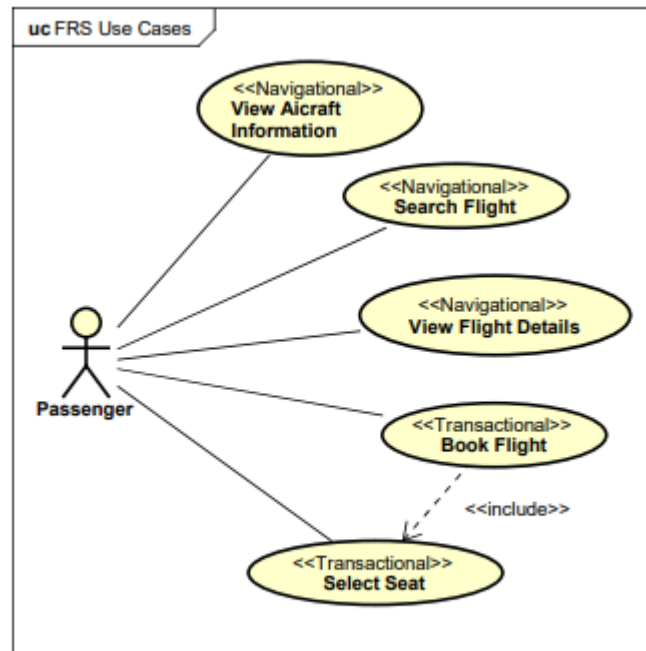 uc FRS Use Cases
<<Navigational>>
View Aicraft
Information
<<Navigational>>
Search Flight
<<Navigational>>
View Flight Details
Passenger
<<Transactional>>
Book Flight
<<include>>
<<Transactional>>
Select Seat